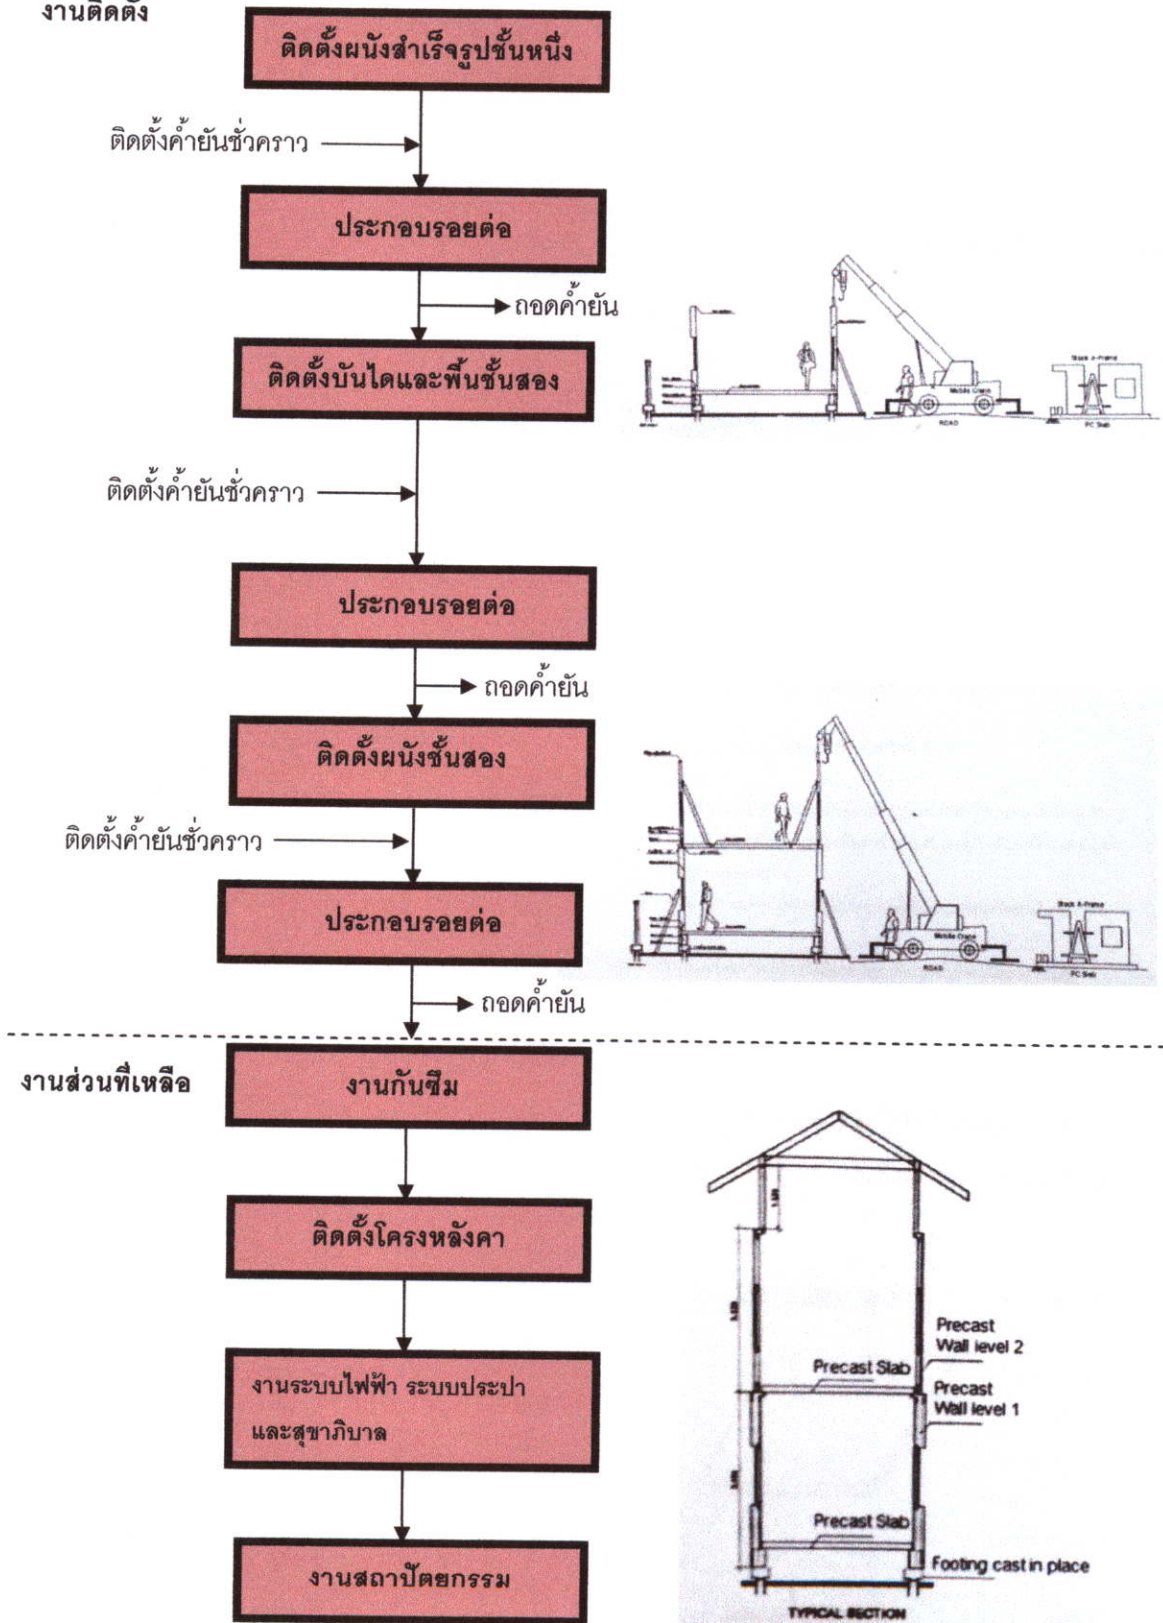 งานติดตั้ง
ติดตั้งผนังสำเร็จรูปชั้นหนึ่ง
ติดตั้งค้ำยันชั่วคราว
ประกอบรอยต่อ
ถอดค้ำยัน
ติดตั้งบันไดและพื้นชั้นสอง
Stock A-Frame
Mobile Crane
ROAD
PC Slab
ติดตั้งค้ำยันชั่วคราว
ประกอบรอยต่อ
ถอดค้ำยัน
ติดตั้งผนังชั้นสอง
ติดตั้งค้ำยันชั่วคราว
ประกอบรอยต่อ
Stock A-Frame
Mobile Crane
ROAD
PC Slab
ถอดค้ำยัน
งานส่วนที่เหลือ
งานกันซึม
ติดตั้งโครงหลังคา
งานระบบไฟฟ้า ระบบประปา
และสุขาภิบาล
งานสถาปัตยกรรม
Precast
Wall level 2
Precast Slab
Precast
Wall level 1
Precast Slab
Footing cast in place
TYPICAL SECTION